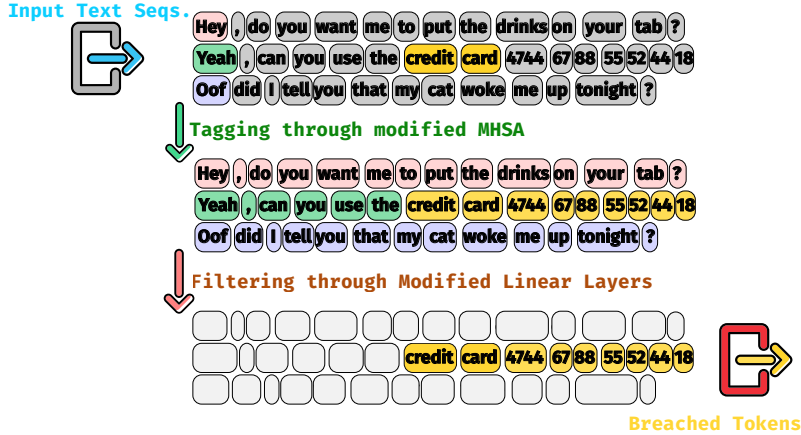 Input Text Seqs.
Hey , do you want me to put the drinks on your tab ?
Yeah , can you use the credit card 4744 67 88 55 52 44 18
Oof did I tell you that my cat woke me up tonight ?
Tagging through modified MHSA
Hey , do you want me to put the drinks on your tab ?
Yeah , can you use the credit card 4744 67 88 55 52 44 18
Oof did I tell you that my cat woke me up tonight ?
Filtering through Modified Linear Layers
credit card 4744 67 88 55 52 44 18
Breached Tokens